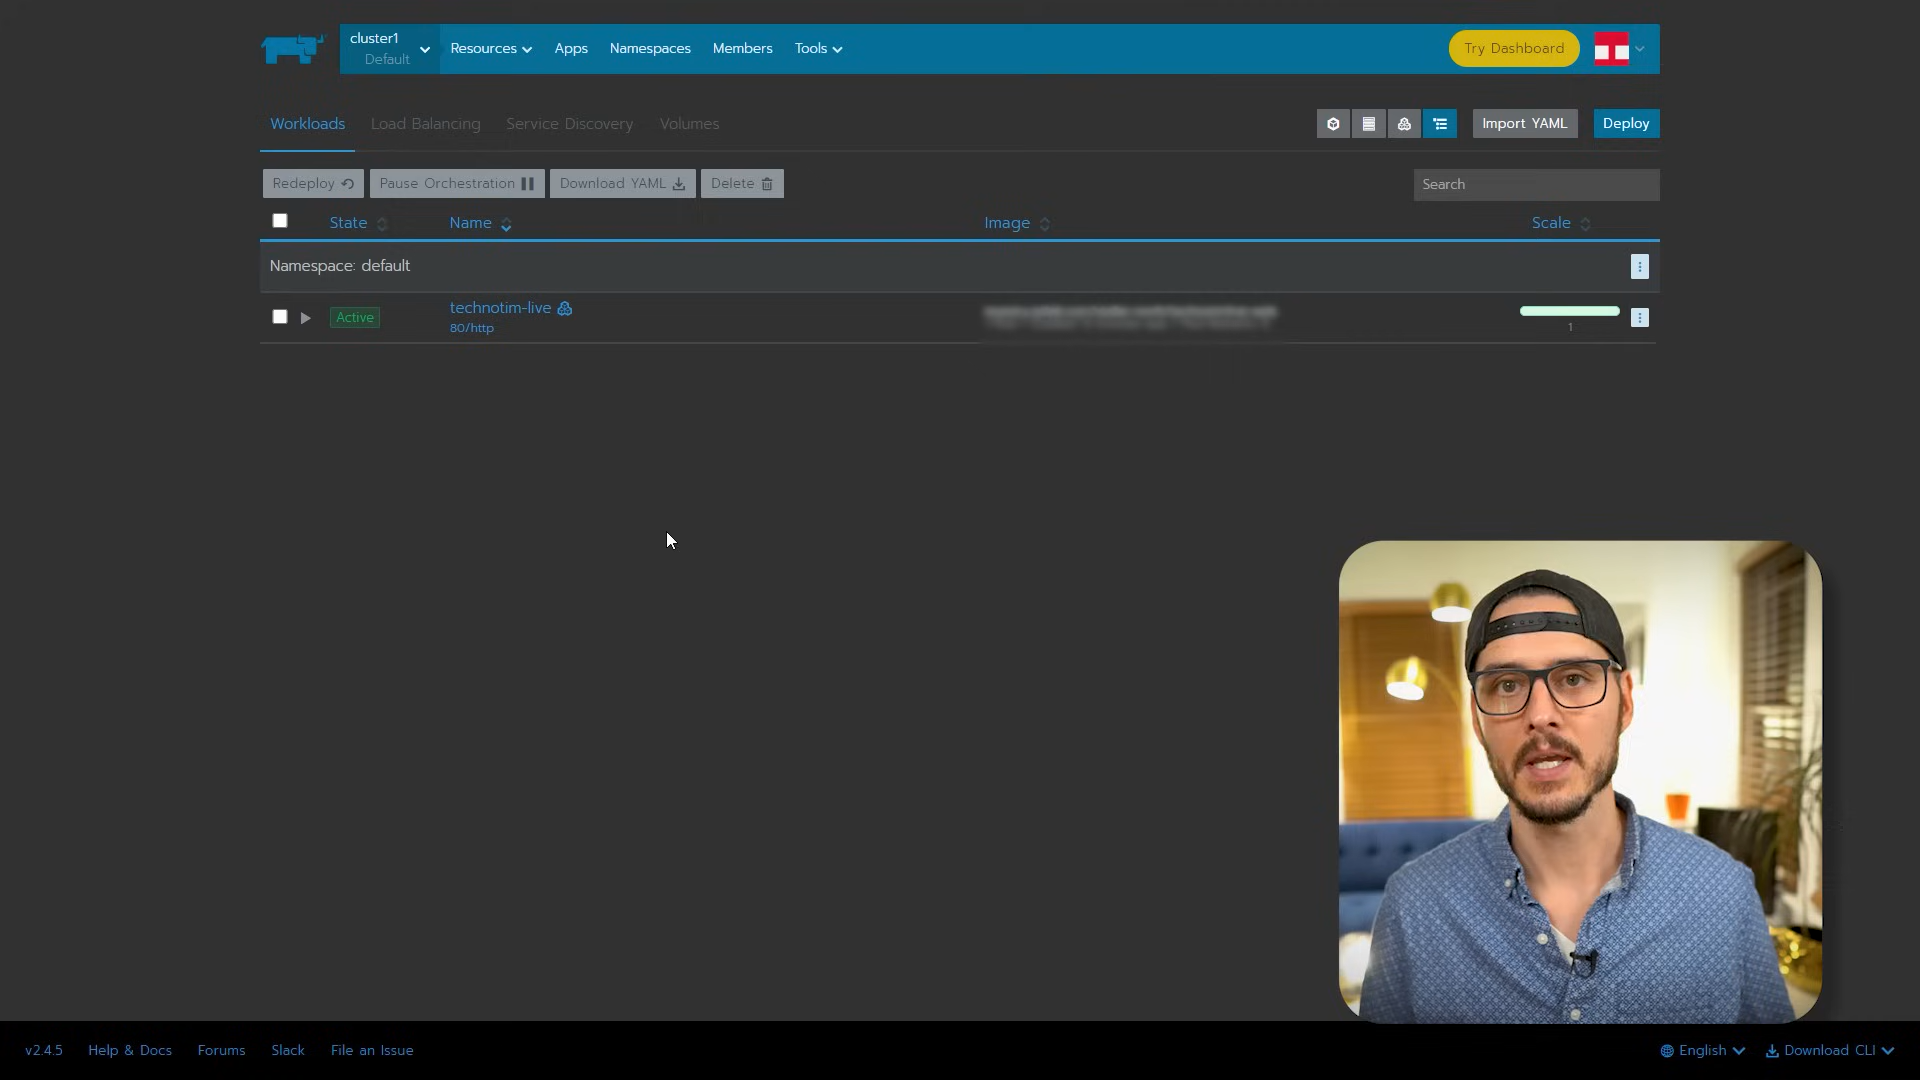 cluster1
Default
Resources
Apps
Namespaces
Members
Tools
Try Dashboard
Workloads
Load Balancing
Service Discovery
Volumes
Import YAML
Deploy
Redeploy
Pause Orchestration
Download YAML
Delete
Search
State
Name
Image
Scale
Namespace: default
Active
technotim-live
80/http
1
v2.4.5
Help & Docs
Forums
Slack
File an Issue
English
Download CLI